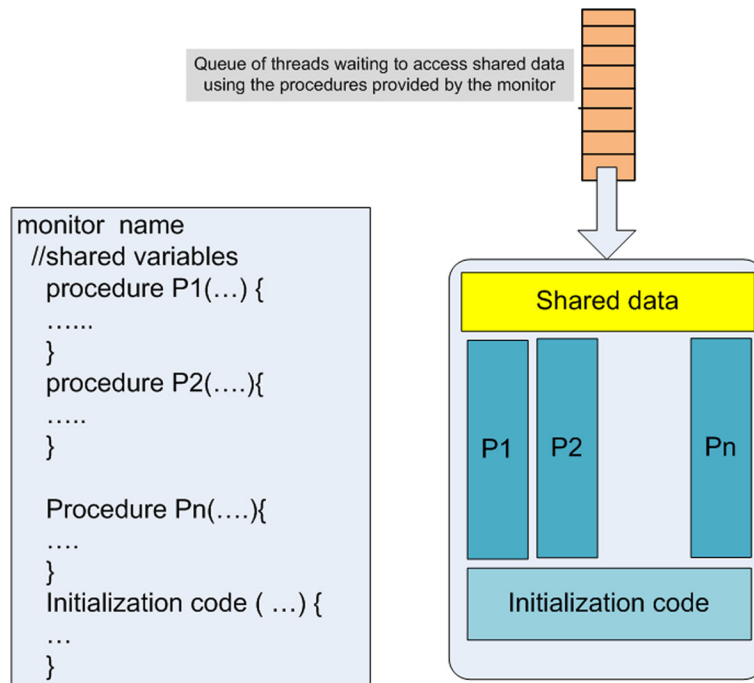 Queue of threads waiting to access shared data
using the procedures provided by the monitor
monitor name
//shared variables
procedure P1(…) {
…...
}
procedure P2(….){
…..
}
Procedure Pn(….){
….
}
Initialization code ( …) {
…
}
Shared data
P1
P2
Pn
Initialization code